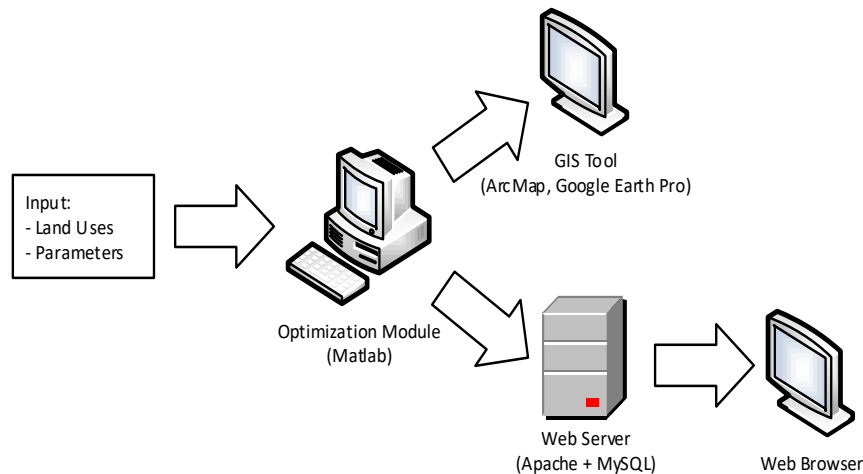 Input:
- Land Uses
- Parameters
Optimization Module
(Matlab)
GIS Tool
(ArcMap, Google Earth Pro)
Web Server
(Apache + MySQL)
Web Browser